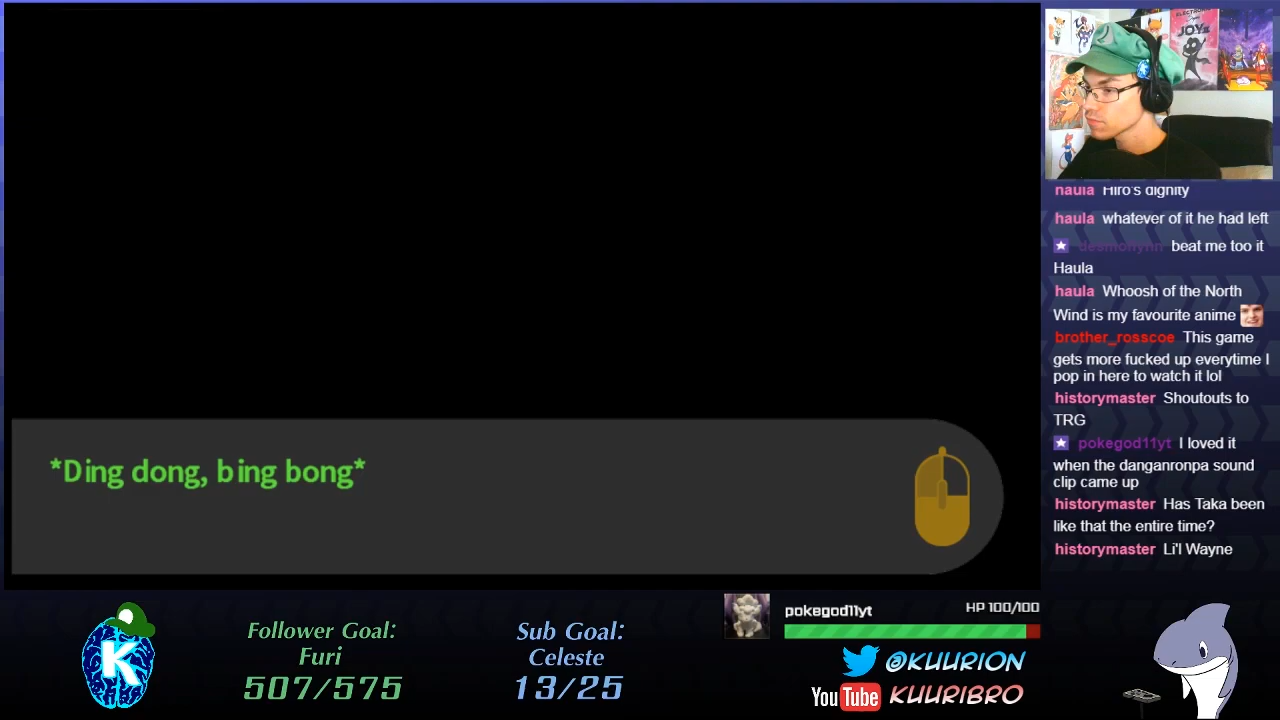 *Ding dong, bing bong*
ELECTRONIC
JOYz
haula Hiro's dignity
haula whatever of it he had left
beat me too it
Haula
haula Whoosh of the North
Wind is my favourite anime
brother_rosscoe This game
gets more fucked up everytime I
pop in here to watch it lol
historymaster Shoutouts to
TRG
pokegod11yt I loved it
when the danganronpa sound
clip came up
historymaster Has Taka been
like that the entire time?
historymaster Li'l Wayne
K
Follower Goal:
Furi
507/575
Sub Goal:
Celeste
13/25
pokegod11yt HP 100/100
@KUURION
YouTube KUURIBRO